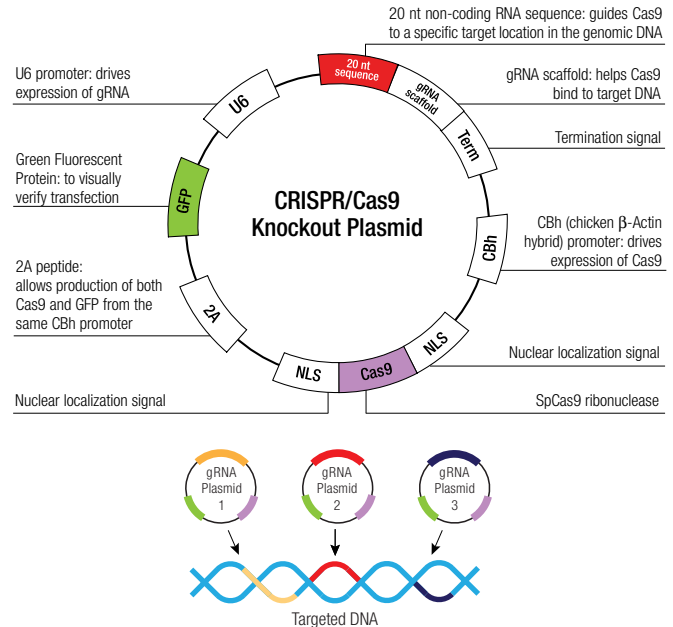 20 nt non-coding RNA sequence: guides Cas9
to a specific target location in the genomic DNA
U6 promoter: drives
expression of gRNA
gRNA scaffold: helps Cas9
bind to target DNA
Termination signal
Green Fluorescent
Protein: to visually
verify transfection
CBh (chicken β-Actin
hybrid) promoter: drives
expression of Cas9
2A peptide:
allows production of both
Cas9 and GFP from the
same CBh promoter
Nuclear localization signal
Nuclear localization signal
SpCas9 ribonuclease
20 nt
sequence
gRNA
scaffold
Term
CBh
NLS
Cas9
NLS
2A
GFP
U6
CRISPR/Cas9
Knockout Plasmid
gRNA
Plasmid
1
gRNA
Plasmid
2
gRNA
Plasmid
3
Targeted DNA